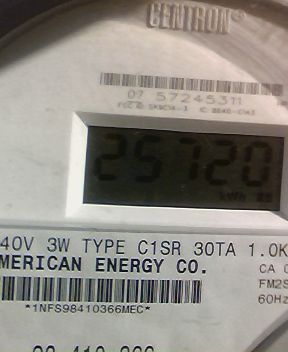 CENTRON®
07 57245311
25720
kWh
40V 3W TYPE C1SR 30TA 1.0K
MERICAN ENERGY CO.
CA
FM2S
60Hz
*1NFS98410366MEC*